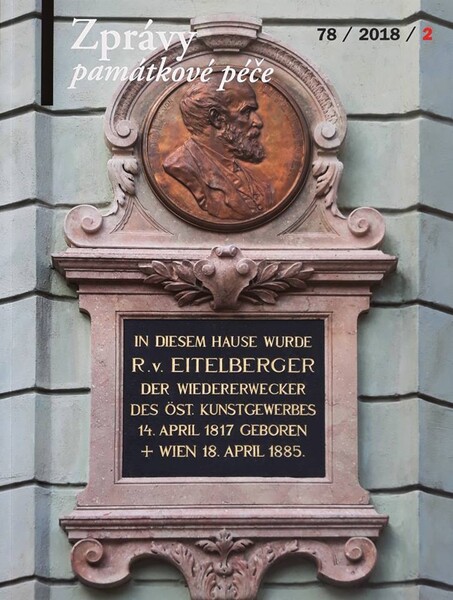 Zprávy
památkové péče
78 / 2018 / 2
IN DIESEM HAUSE WURDE
R.v. EITELBERGER
DER WIEDERERWECKER
DES ÖST. KUNSTGEWERBES
14. APRIL 1817 GEBOREN
+ WIEN 18. APRIL 1885.